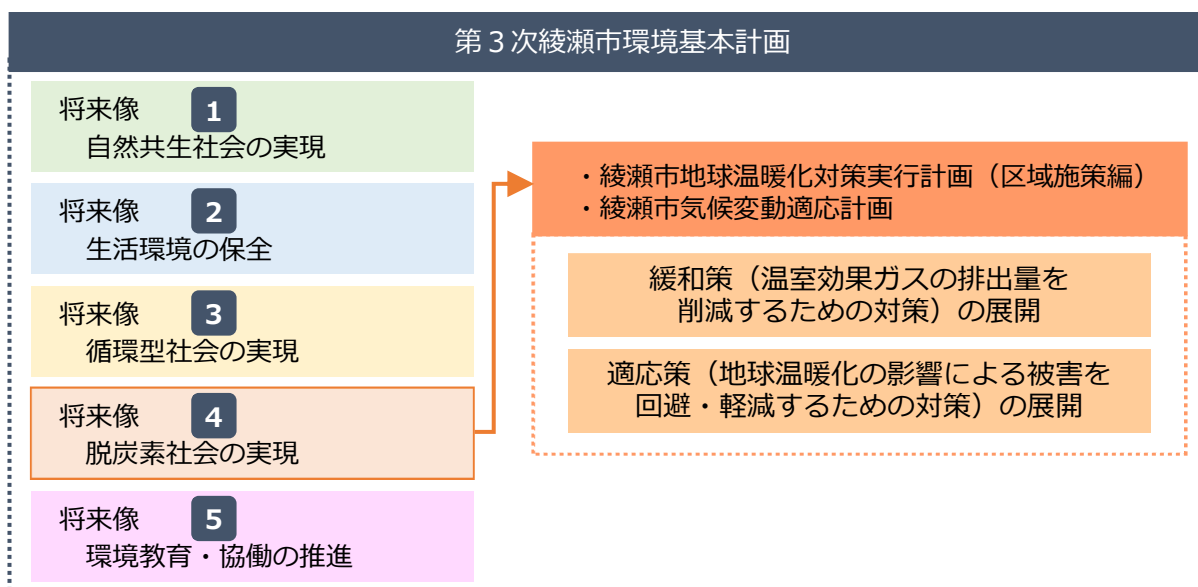 第３次綾瀬市環境基本計画
将来像 1
自然共生社会の実現
将来像 2
生活環境の保全
将来像 3
循環型社会の実現
将来像 4
脱炭素社会の実現
将来像 5
環境教育・協働の推進
・綾瀬市地球温暖化対策実行計画（区域施策編）
・綾瀬市気候変動適応計画
緩和策（温室効果ガスの排出量を
削減するための対策）の展開
適応策（地球温暖化の影響による被害を
回避・軽減するための対策）の展開